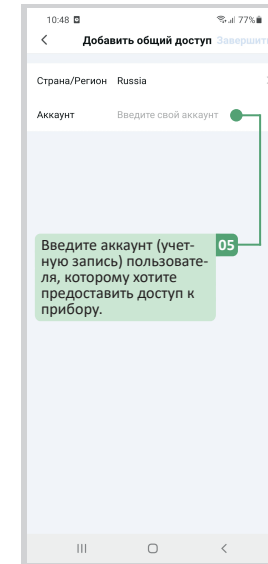 10:48 77%
Добавить общий доступ Завершить
Страна/Регион Russia
Аккаунт Введите свой аккаунт
Введите аккаунт (учет- 05
ную запись) пользовате-
ля, которому хотите
предоставить доступ к
прибору.